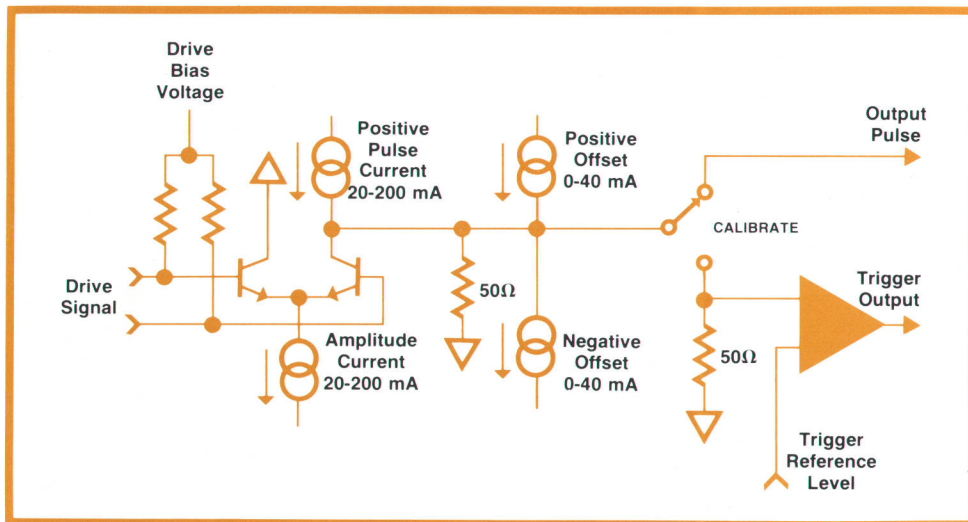 Drive
Bias
Voltage
Positive
Pulse
Current
20-200 mA
Positive
Offset
0-40 mA
Output
Pulse
CALIBRATE
Drive
Signal
50Ω
Trigger
Output
Amplitude
Current
20-200 mA
Negative
Offset
0-40 mA
50Ω
Trigger
Reference
Level